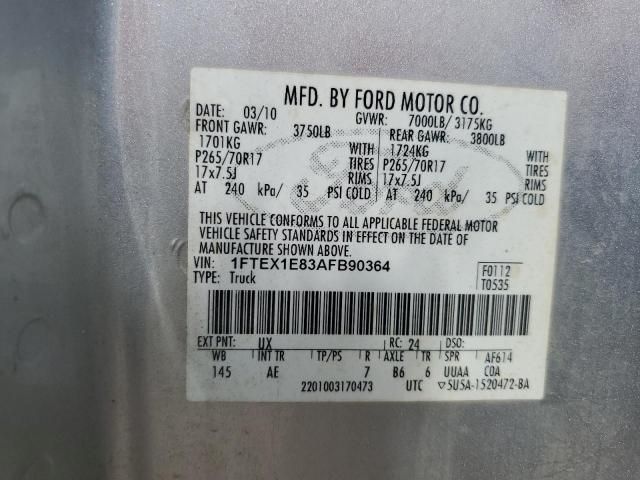 MFD. BY FORD MOTOR CO.
DATE: 03/10 GVWR: 7000LB/ 3175KG
FRONT GAWR: 3750LB REAR GAWR: 3800LB
1701KG WITH 1724KG WITH
P265/70R17 TIRES P265/70R17 TIRES
17x7.5J RIMS 17x7.5J RIMS
AT 240 kPa/ 35 PSI COLD AT 240 kPa/ 35 PSI COLD
Ford
THIS VEHICLE CONFORMS TO ALL APPLICABLE FEDERAL MOTOR
VEHICLE SAFETY STANDARDS IN EFFECT ON THE DATE OF
MANUFACTURE SHOWN ABOVE.
VIN: 1FTEX1E83AFB90364 F0112
TYPE: Truck T0535
EXT PNT: UX RC: 24 DSO:
WB INT TR TP/PS R AXLE TR SPR AF614
145 AE 7 B6 6 UUAA C0A
2201003170473 UTC ▽5USA-1520472-BA